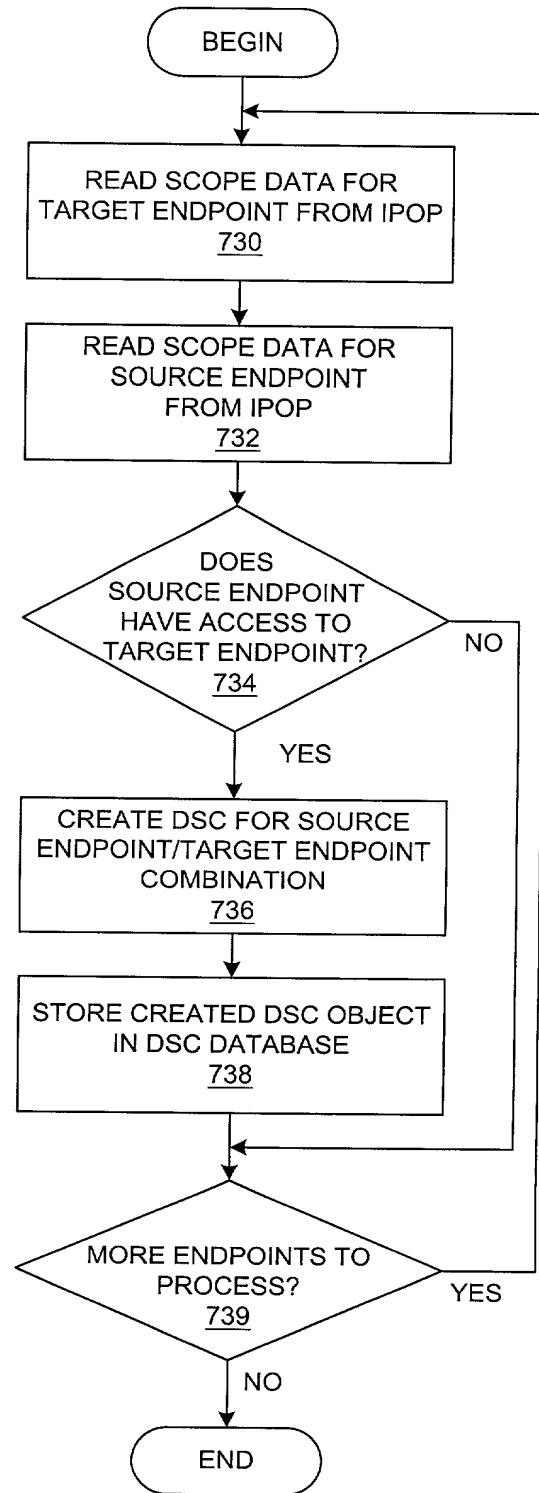 BEGIN
READ SCOPE DATA FOR
TARGET ENDPOINT FROM IPOP
730
READ SCOPE DATA FOR
SOURCE ENDPOINT
FROM IPOP
732
DOES
SOURCE ENDPOINT
HAVE ACCESS TO
TARGET ENDPOINT?
734
NO
YES
CREATE DSC FOR SOURCE
ENDPOINT/TARGET ENDPOINT
COMBINATION
736
STORE CREATED DSC OBJECT
IN DSC DATABASE
738
MORE ENDPOINTS TO
PROCESS?
739
YES
NO
END